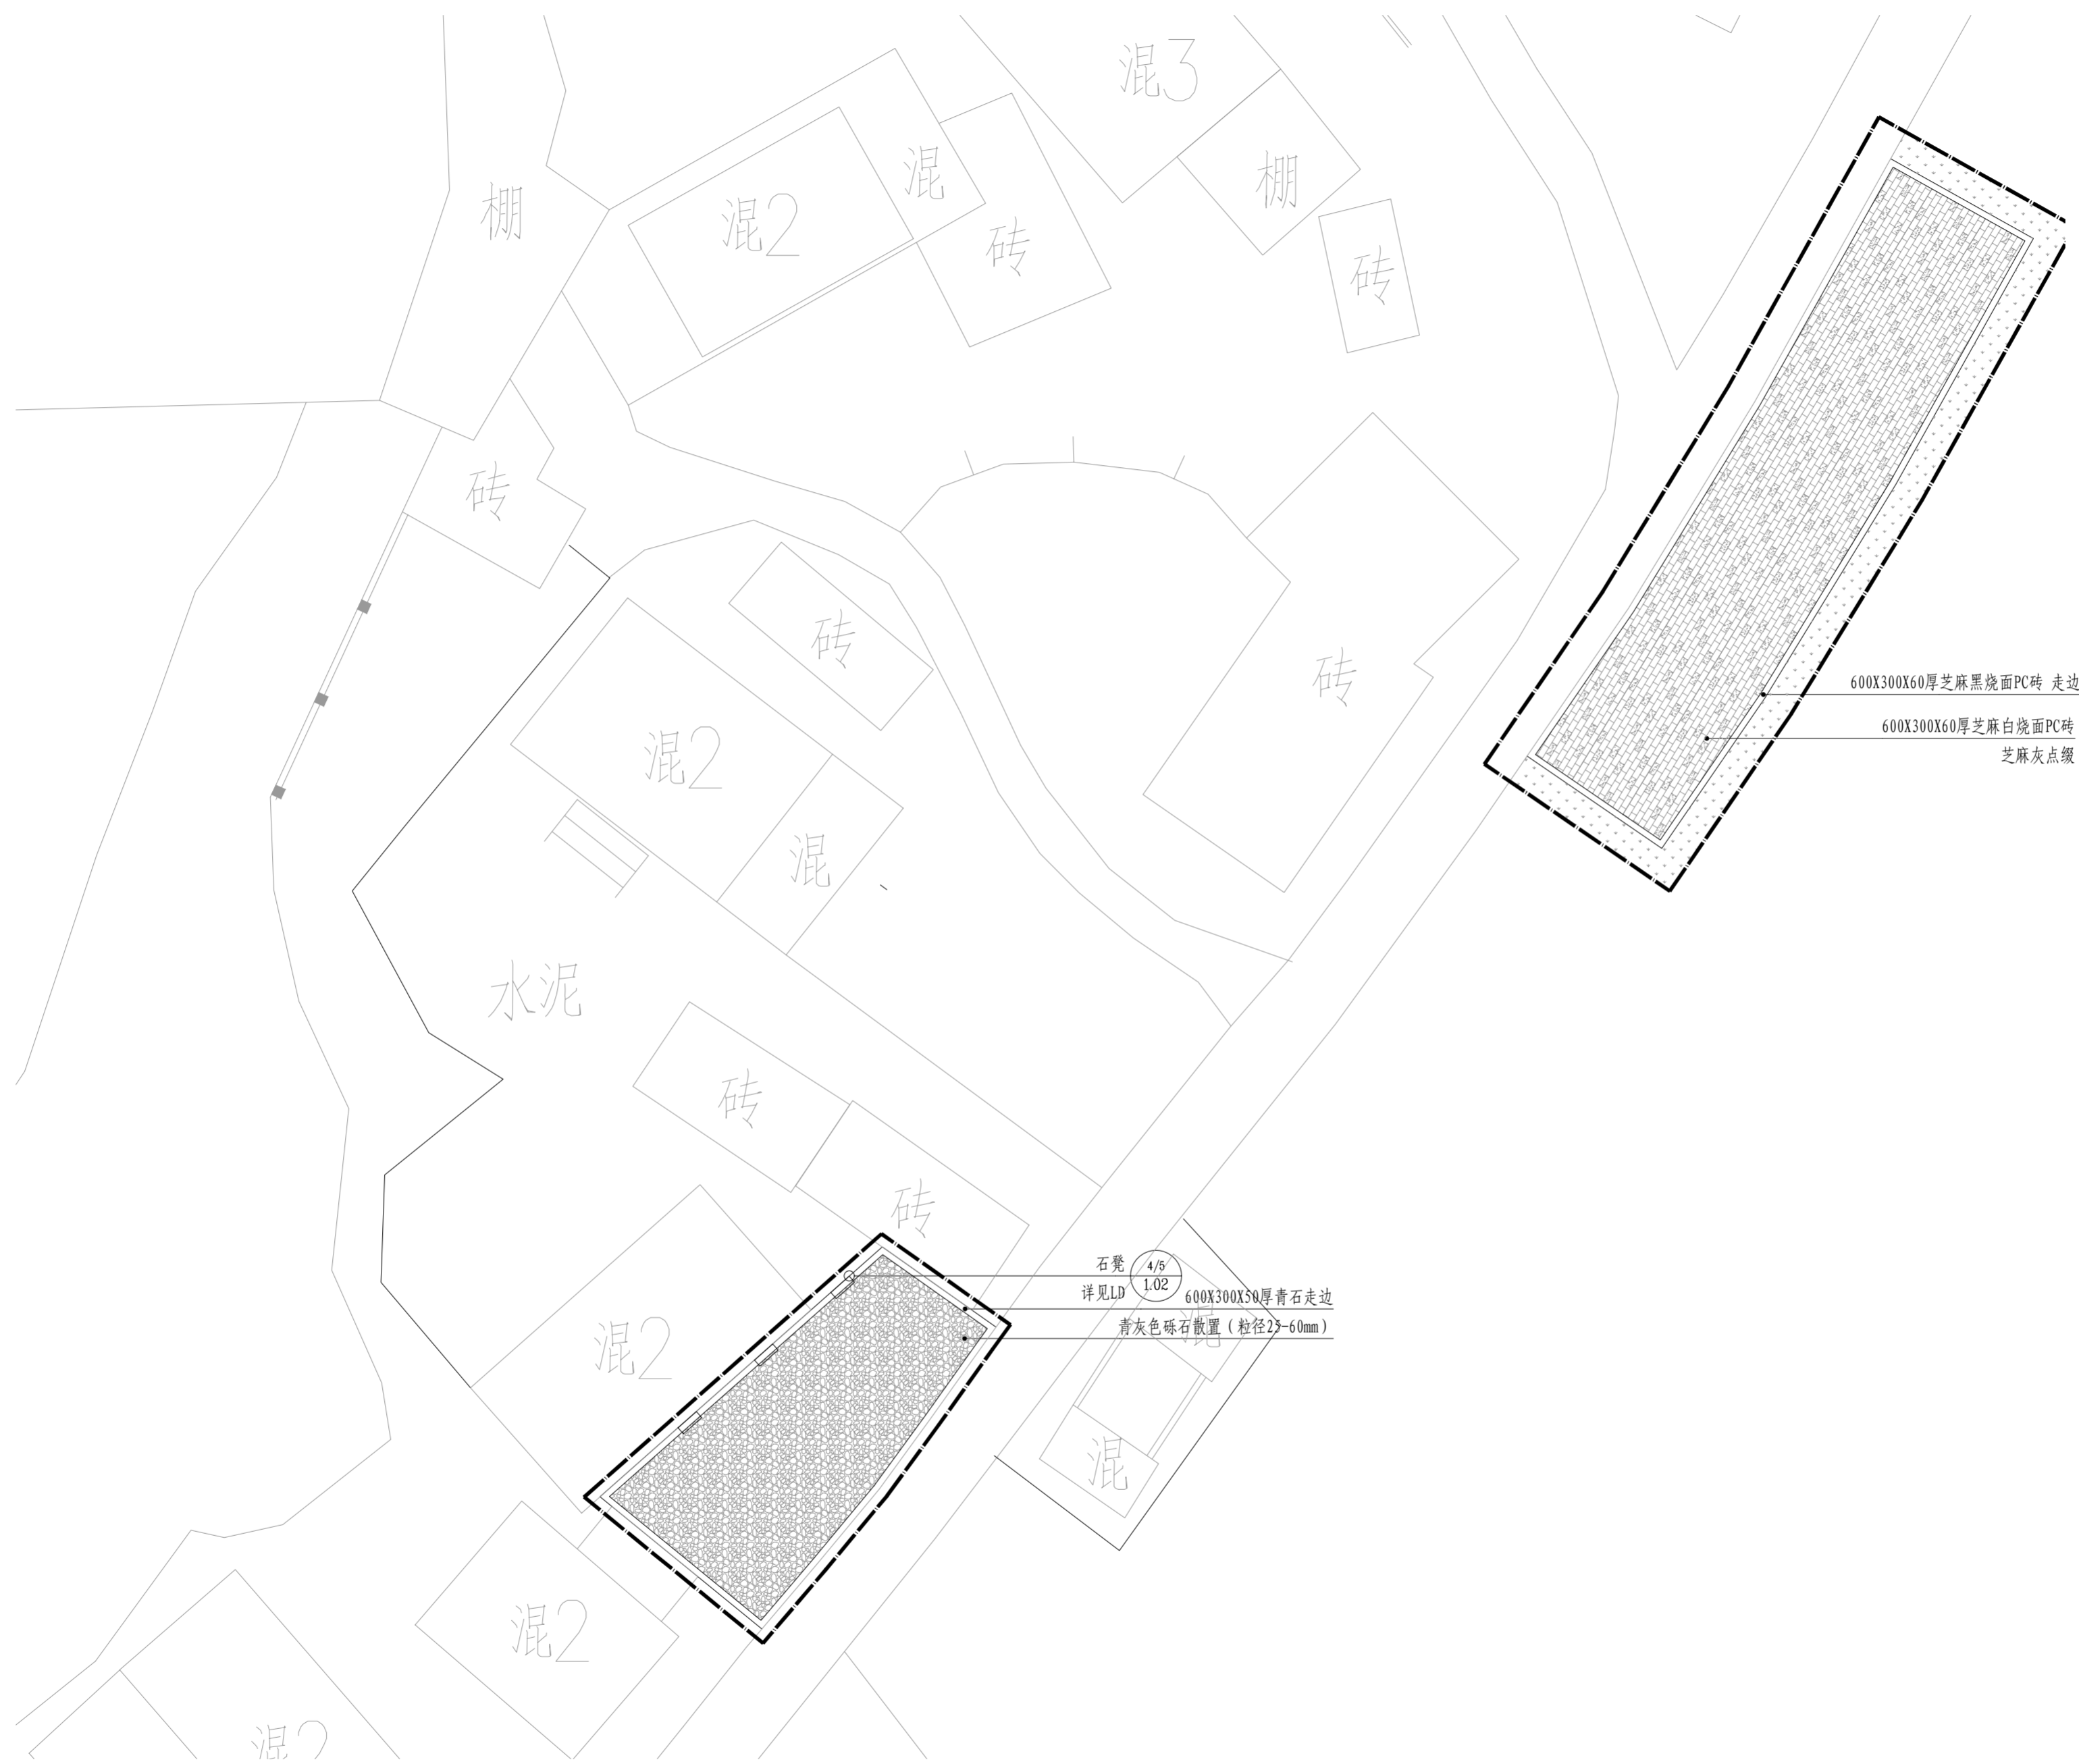 混3
混
棚
棚
混2
砖
砖
砖
砖
砖
600X300X60厚芝麻黑烧面PC砖 走边
600X300X60厚芝麻白烧面PC砖
芝麻灰点缀
混2
混
水泥
砖
砖
石凳
详见LD
4/5
1.02
600X300X50厚青石走边
青灰色砾石散置（粒径25-60mm）
混
混2
混
混2
混2